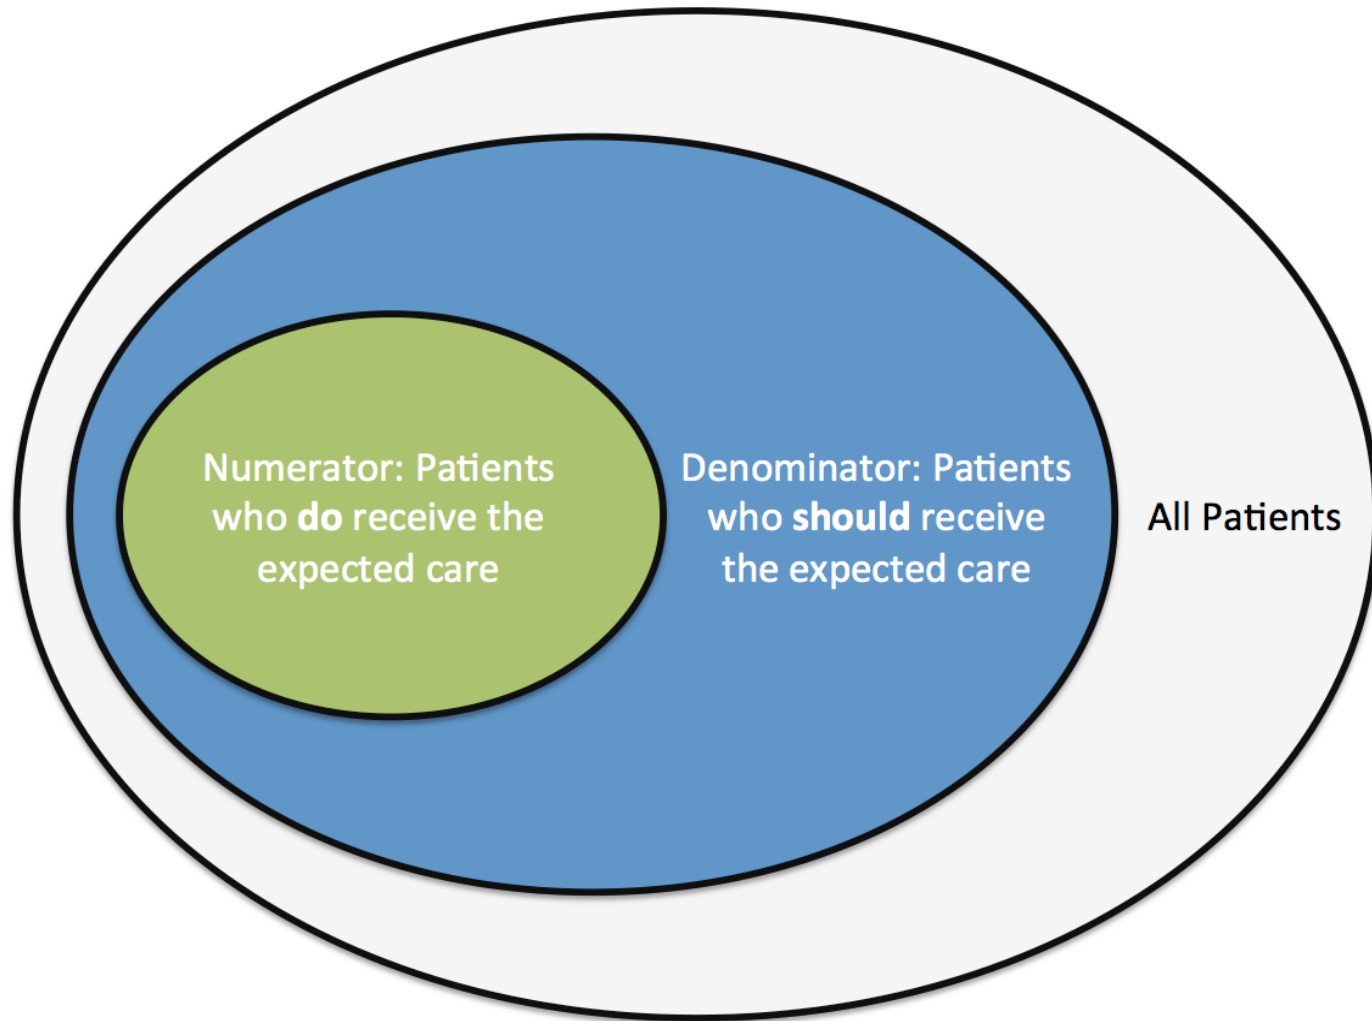 Numerator: Patients
who do receive the
expected care
Denominator: Patients
who should receive
the expected care
All Patients